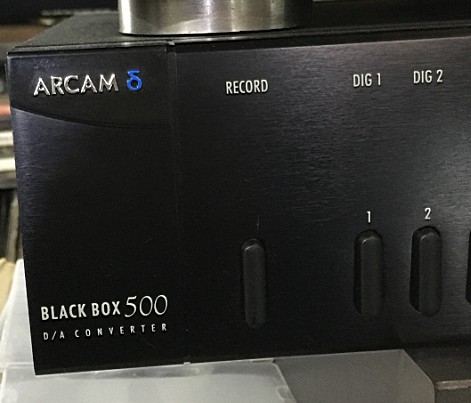 ARCAM δ
RECORD
DIG 1
DIG 2
1
2
BLACK BOX 500
D/A CONVERTER